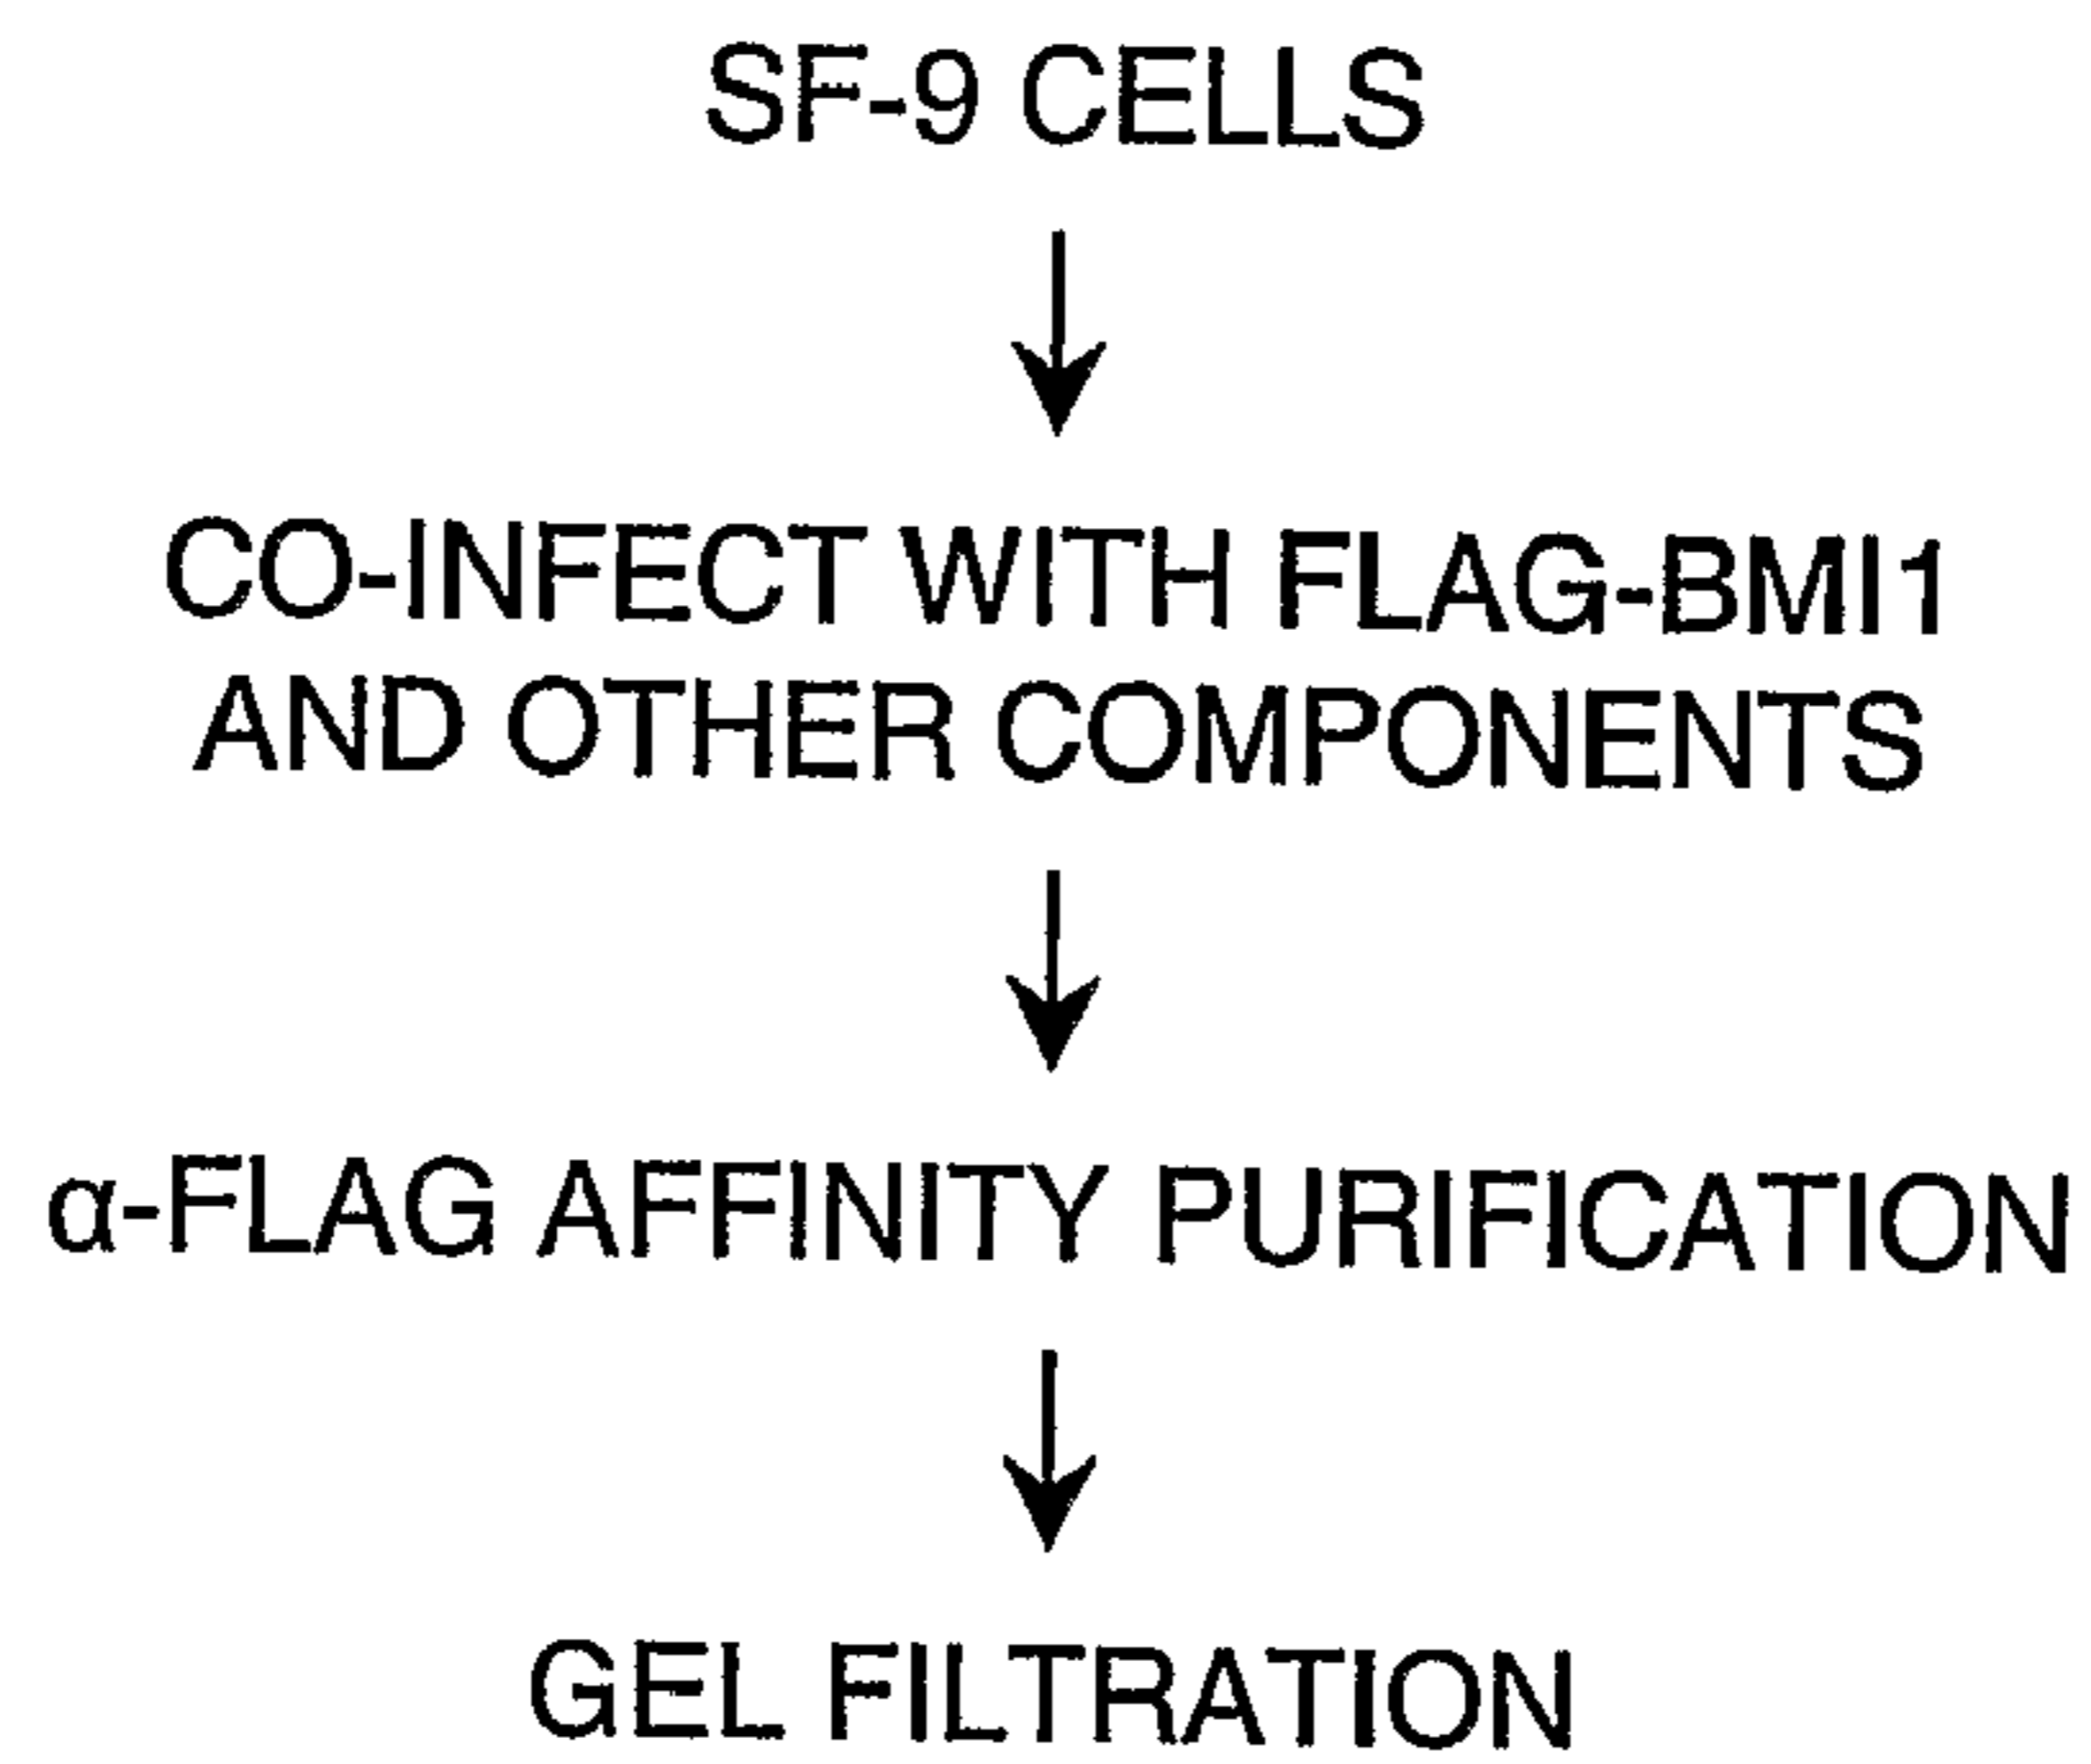 SF-9 CELLS
CO-INFECT WITH FLAG-BMI1
AND OTHER COMPONENTS
α-FLAG AFFINITY PURIFICATION
GEL FILTRATION